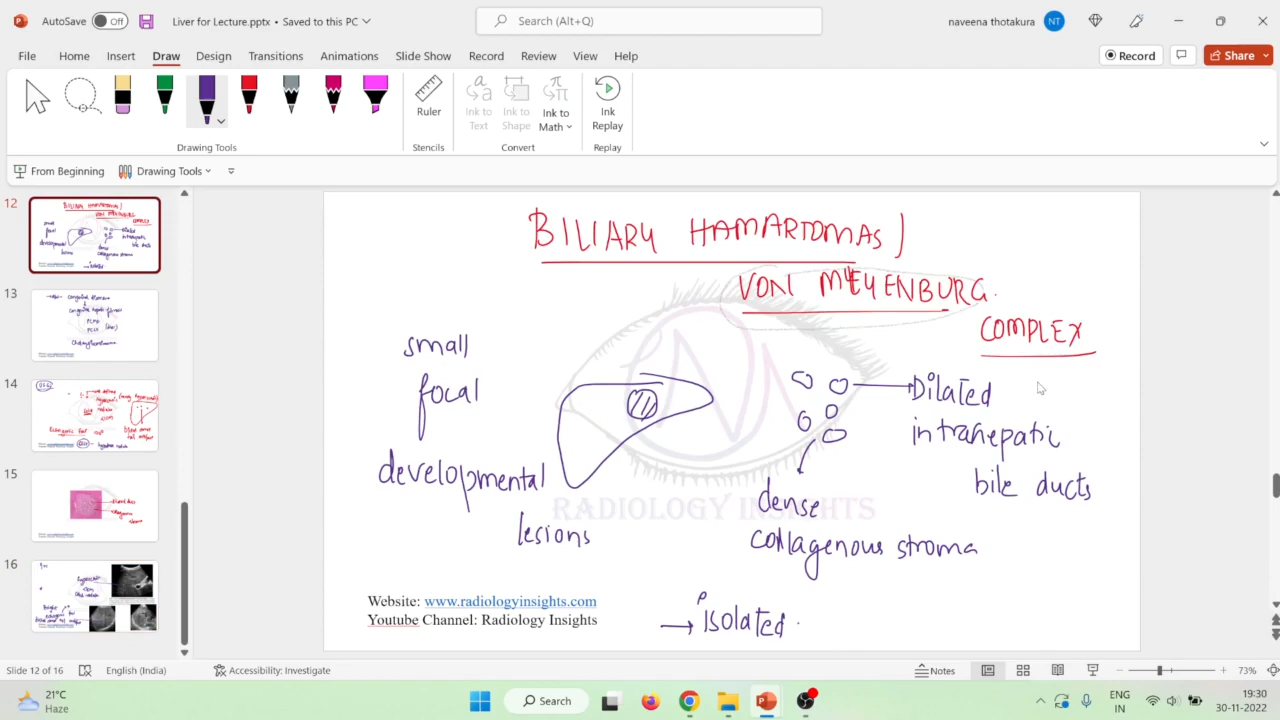 AutoSave Off
Liver for Lecture.pptx • Saved to this PC
Search (Alt+Q)
naveena thotakura NT
File Home Insert Draw Design Transitions Animations Slide Show Record Review View Help
Record Share
Ruler
Ink to Text
Ink to Shape
Ink to Math
Ink Replay
Drawing Tools Stencils Convert Replay
From Beginning Drawing Tools
12
13
14
15
16
BILIARY HAMARTOMAS /
VON MEYENBURG.
COMPLEX
small
focal
developmental
lesions
Dilated
intrahepatic
bile ducts
dense
collagenous stroma
→ isolated.
RADIOLOGY INSIGHTS
Website: www.radiologyinsights.com
Youtube Channel: Radiology Insights
Slide 12 of 16 English (India) Accessibility: Investigate Notes 73%
21°C
Haze
Search
ENG
IN
19:30
30-11-2022